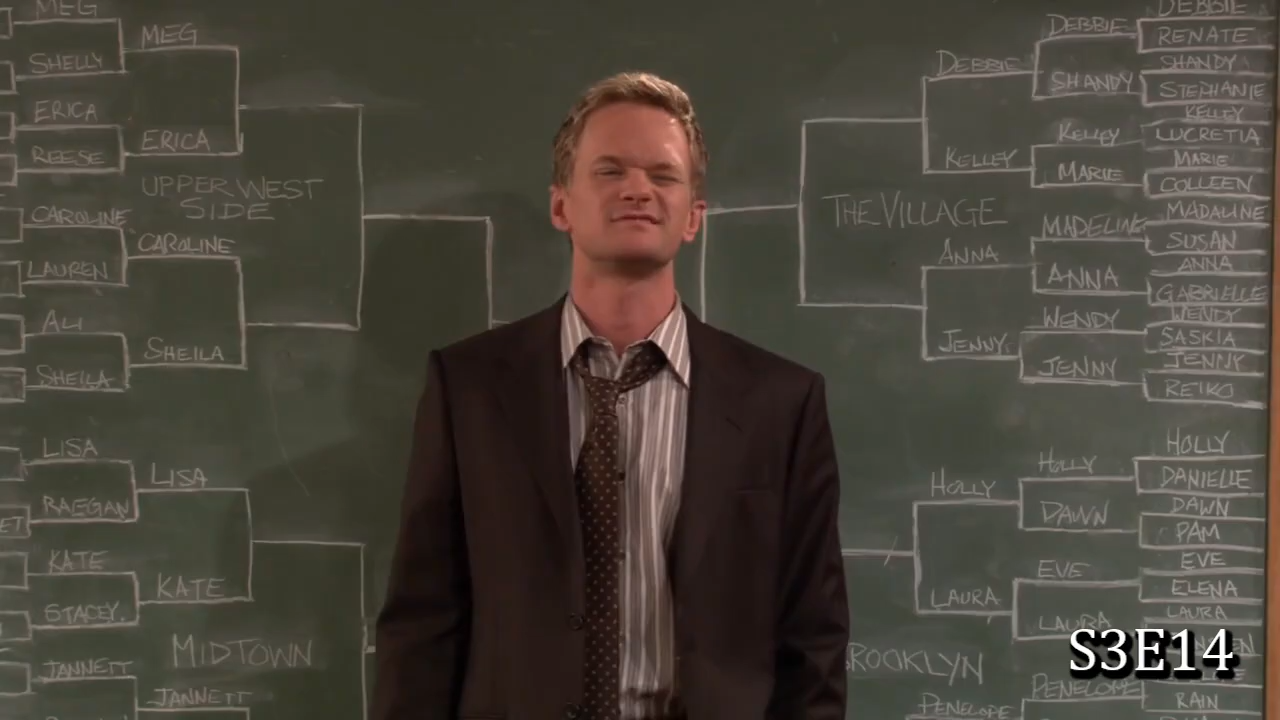 MEG
SHELLY
ERICA
REESE
CAROLINE
LAUREN
ALI
SHEILA
LISA
RAEGAN
KATE
STACEY
JANNETT
MEG
ERICA
UPPER WEST
SIDE
CAROLINE
SHEILA
LISA
KATE
MIDTOWN
JANNETT
DEBBIE
KELLEY
THE VILLAGE
ANNA
JENNY
HOLLY
LAURA
BROOKLYN
PENELOPE
DEBBIE
SHANDY
KELLEY
MARIE
MADELINE
ANNA
WENDY
JENNY
HOLLY
DAWN
EVE
LAURA
PENELOPE
DEBBIE
RENATE
SHANDY
STEPHANIE
KELLEY
LUCRETIA
MARIE
COLLEEN
MADALINE
SUSAN
ANNA
GABRIELLE
WENDY
SASKIA
JENNY
REIKO
HOLLY
DANIELLE
DAWN
PAM
EVE
ELENA
LAURA
RAIN
S3E14